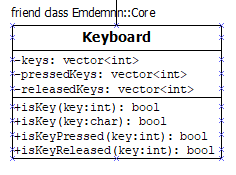 friend class Emdemnn::Core
Keyboard
-keys: vector<int>
-pressedKeys: vector<int>
-releasedKeys: vector<int>
+isKey(key:int): bool
+isKey(key:char): bool
+isKeyPressed(key:int): bool
+isKeyReleased(key:int): bool